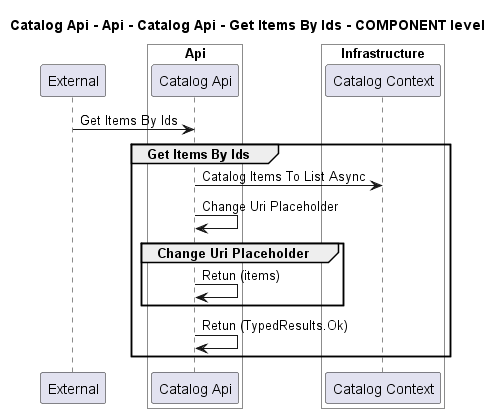 Catalog Api - Api - Catalog Api - Get Items By Ids - COMPONENT level
Api
Infrastructure
External
Catalog Api
Catalog Context
Get Items By Ids
Get Items By Ids
Catalog Items To List Async
Change Uri Placeholder
Change Uri Placeholder
Retun (items)
Retun (TypedResults.Ok)
External
Catalog Api
Catalog Context